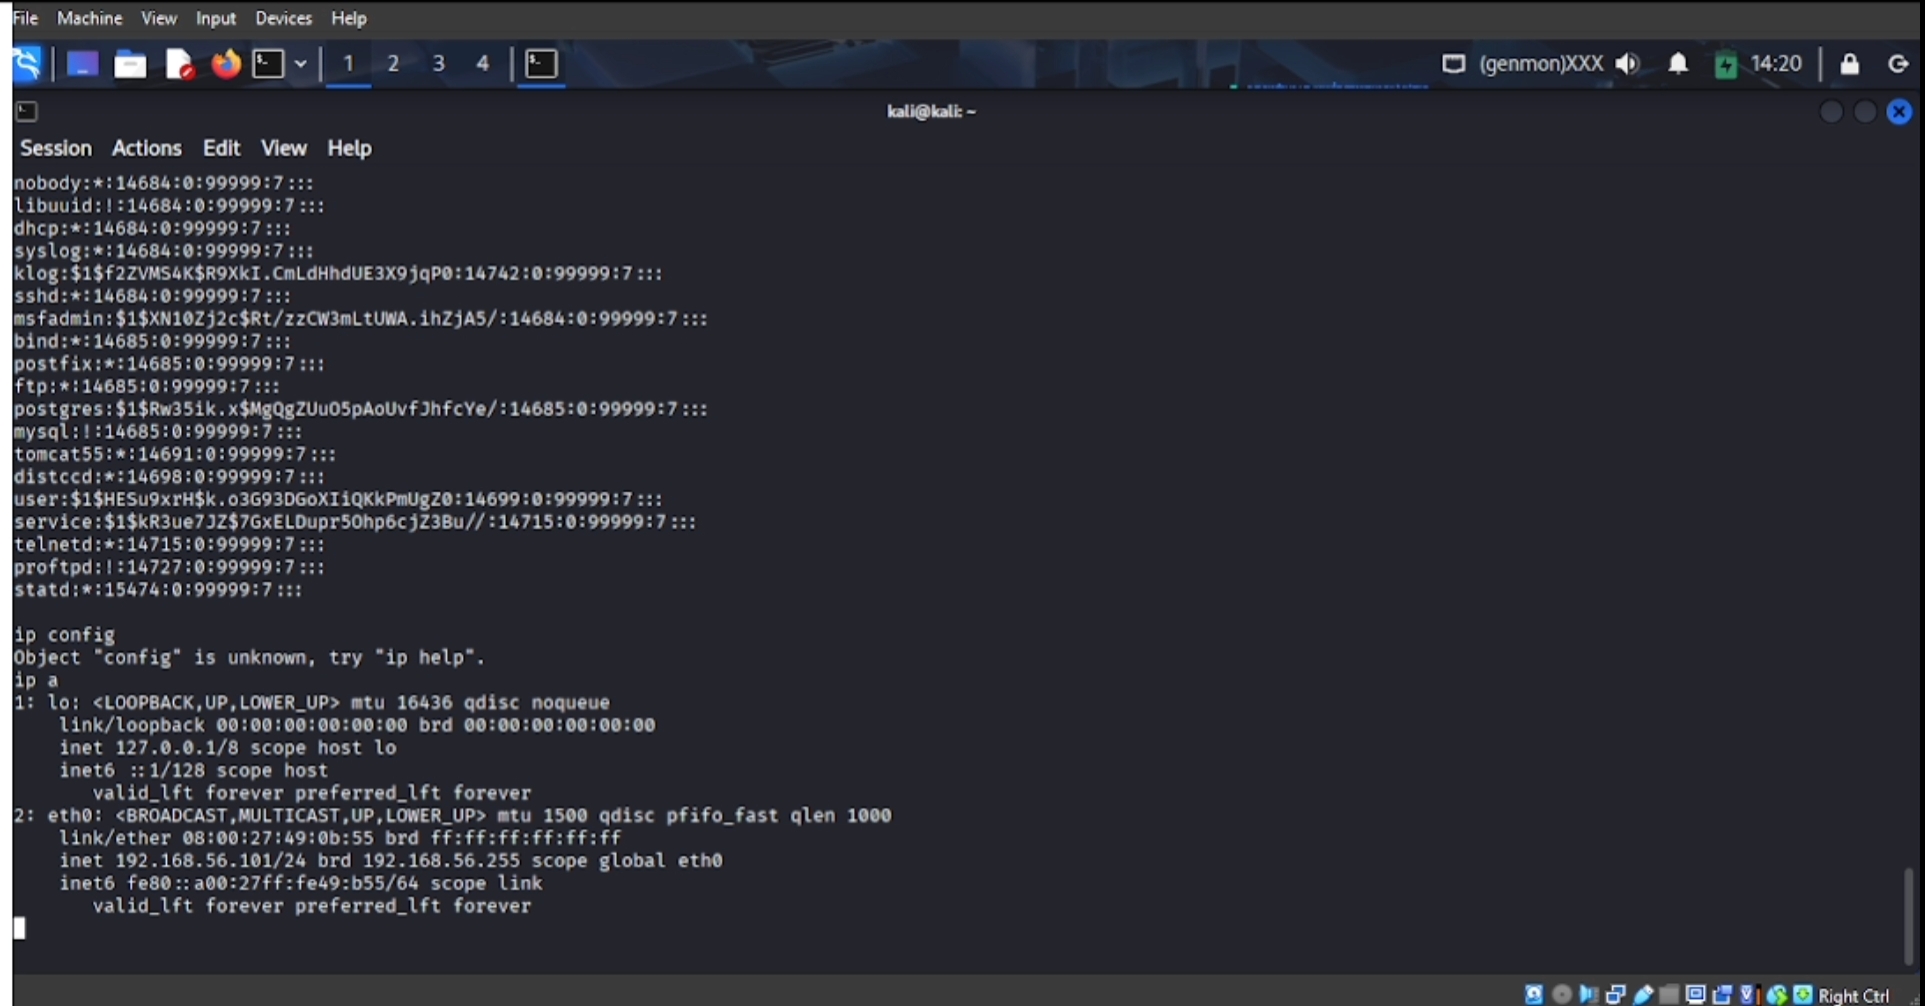 File Machine View Input Devices Help
1 2 3 4 (genmon)XXX 14:20
kali@kali: ~
Session Actions Edit View Help
nobody:*:14684:0:99999:7:::
libuuid:!:14684:0:99999:7:::
dhcp:*:14684:0:99999:7:::
syslog:*:14684:0:99999:7:::
klog:$1$f2ZVMS4K$R9XkI.CmLdHhdUE3X9jqP0:14742:0:99999:7:::
sshd:*:14684:0:99999:7:::
msfadmin:$1$XN10Zj2c$Rt/zzCW3mLtUWA.ihZjA5/:14684:0:99999:7:::
bind:*:14685:0:99999:7:::
postfix:*:14685:0:99999:7:::
ftp:*:14685:0:99999:7:::
postgres:$1$Rw35ik.x$MgQgZUuO5pAoUvfJhfcYe/:14685:0:99999:7:::
mysql:!:14685:0:99999:7:::
tomcat55:*:14691:0:99999:7:::
distccd:*:14698:0:99999:7:::
user:$1$HESu9xrH$k.o3G93DGoXIiQKkPmUgZ0:14699:0:99999:7:::
service:$1$kR3ue7JZ$7GxELDupr5Ohp6cjZ3Bu//:14715:0:99999:7:::
telnetd:*:14715:0:99999:7:::
proftpd:!:14727:0:99999:7:::
statd:*:15474:0:99999:7:::
ip config
Object "config" is unknown, try "ip help".
ip a
1: lo: <LOOPBACK,UP,LOWER_UP> mtu 16436 qdisc noqueue
link/loopback 00:00:00:00:00:00 brd 00:00:00:00:00:00
inet 127.0.0.1/8 scope host lo
inet6 ::1/128 scope host
valid_lft forever preferred_lft forever
2: eth0: <BROADCAST,MULTICAST,UP,LOWER_UP> mtu 1500 qdisc pfifo_fast qlen 1000
link/ether 08:00:27:49:0b:55 brd ff:ff:ff:ff:ff:ff
inet 192.168.56.101/24 brd 192.168.56.255 scope global eth0
inet6 fe80::a00:27ff:fe49:b55/64 scope link
valid_lft forever preferred_lft forever
Right Ctrl